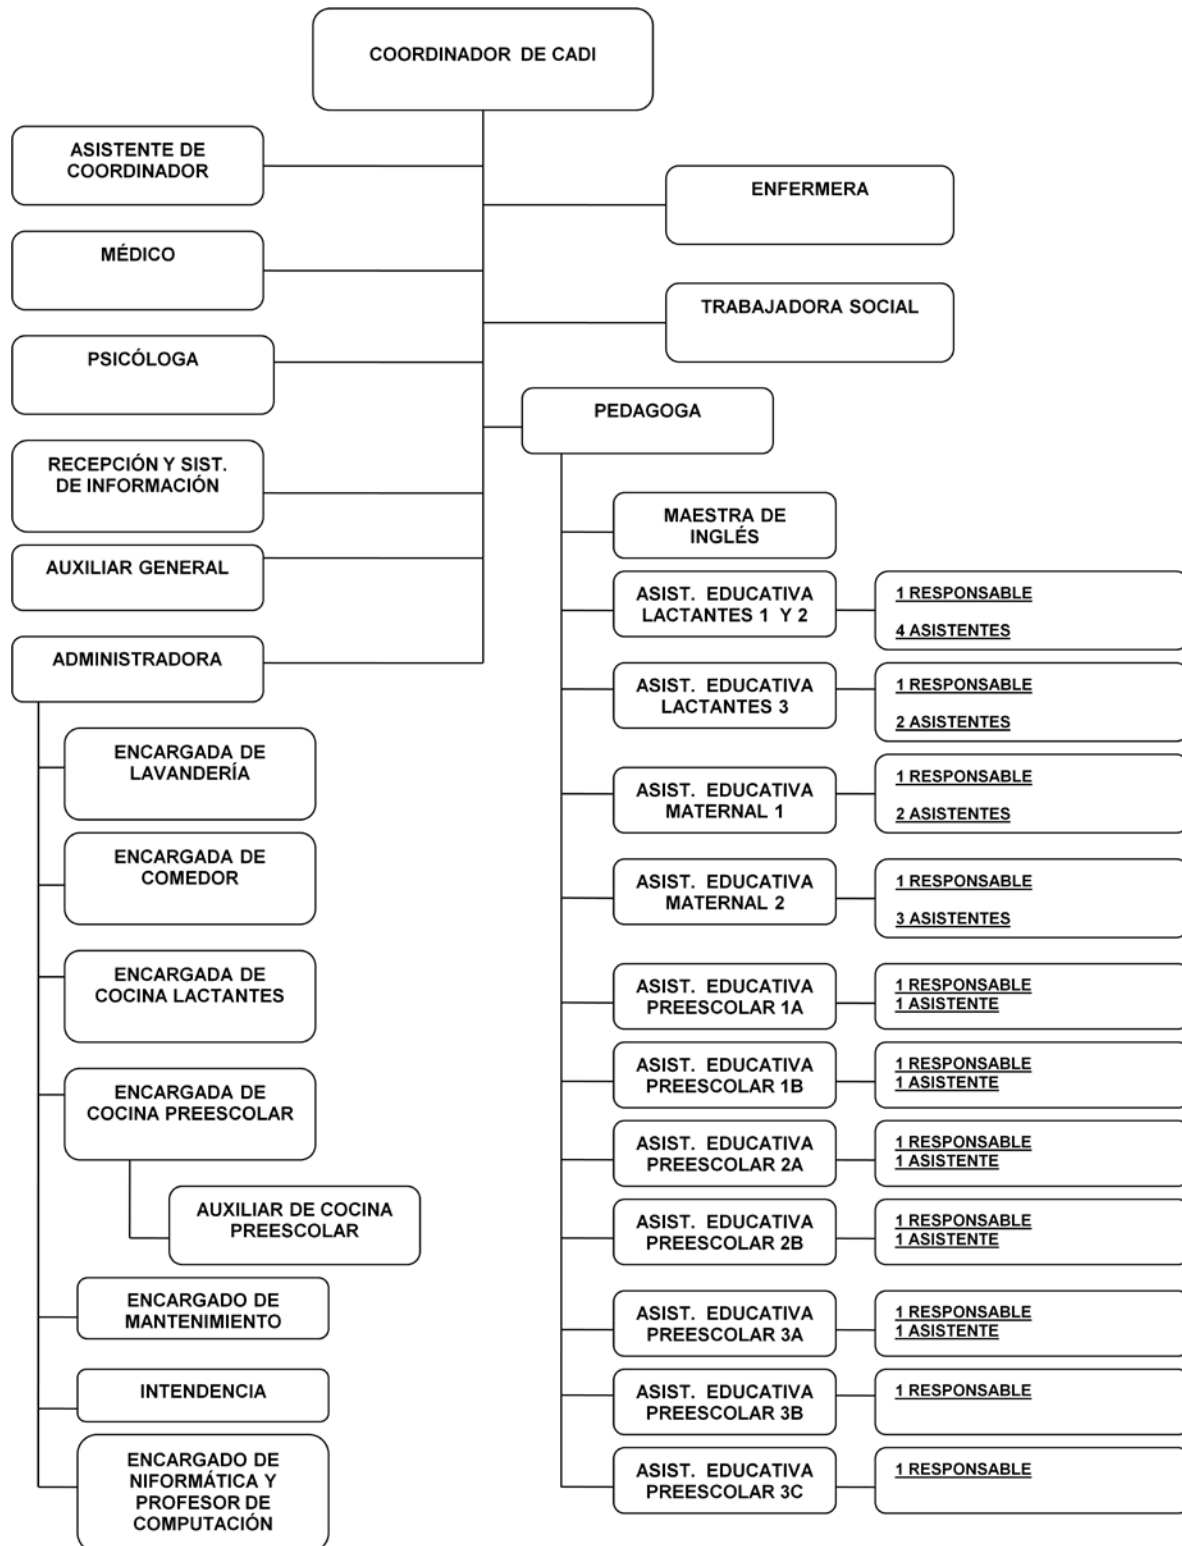 COORDINADOR DE CADI
ASISTENTE DE
COORDINADOR
ENFERMERA
MÉDICO
TRABAJADORA SOCIAL
PSICÓLOGA
PEDAGOGA
RECEPCIÓN Y SIST.
DE INFORMACIÓN
AUXILIAR GENERAL
ADMINISTRADORA
ENCARGADA DE
LAVANDERÍA
ENCARGADA DE
COMEDOR
ENCARGADA DE
COCINA LACTANTES
ENCARGADA DE
COCINA PREESCOLAR
AUXILIAR DE COCINA
PREESCOLAR
ENCARGADO DE
MANTENIMIENTO
INTENDENCIA
ENCARGADO DE
NIFORMÁTICA Y
PROFESOR DE
COMPUTACIÓN
MAESTRA DE
INGLÉS
ASIST. EDUCATIVA
LACTANTES 1 Y 2
1 RESPONSABLE
4 ASISTENTES
ASIST. EDUCATIVA
LACTANTES 3
1 RESPONSABLE
2 ASISTENTES
ASIST. EDUCATIVA
MATERNAL 1
1 RESPONSABLE
2 ASISTENTES
ASIST. EDUCATIVA
MATERNAL 2
1 RESPONSABLE
3 ASISTENTES
ASIST. EDUCATIVA
PREESCOLAR 1A
1 RESPONSABLE
1 ASISTENTE
ASIST. EDUCATIVA
PREESCOLAR 1B
1 RESPONSABLE
1 ASISTENTE
ASIST. EDUCATIVA
PREESCOLAR 2A
1 RESPONSABLE
1 ASISTENTE
ASIST. EDUCATIVA
PREESCOLAR 2B
1 RESPONSABLE
1 ASISTENTE
ASIST. EDUCATIVA
PREESCOLAR 3A
1 RESPONSABLE
1 ASISTENTE
ASIST. EDUCATIVA
PREESCOLAR 3B
1 RESPONSABLE
ASIST. EDUCATIVA
PREESCOLAR 3C
1 RESPONSABLE